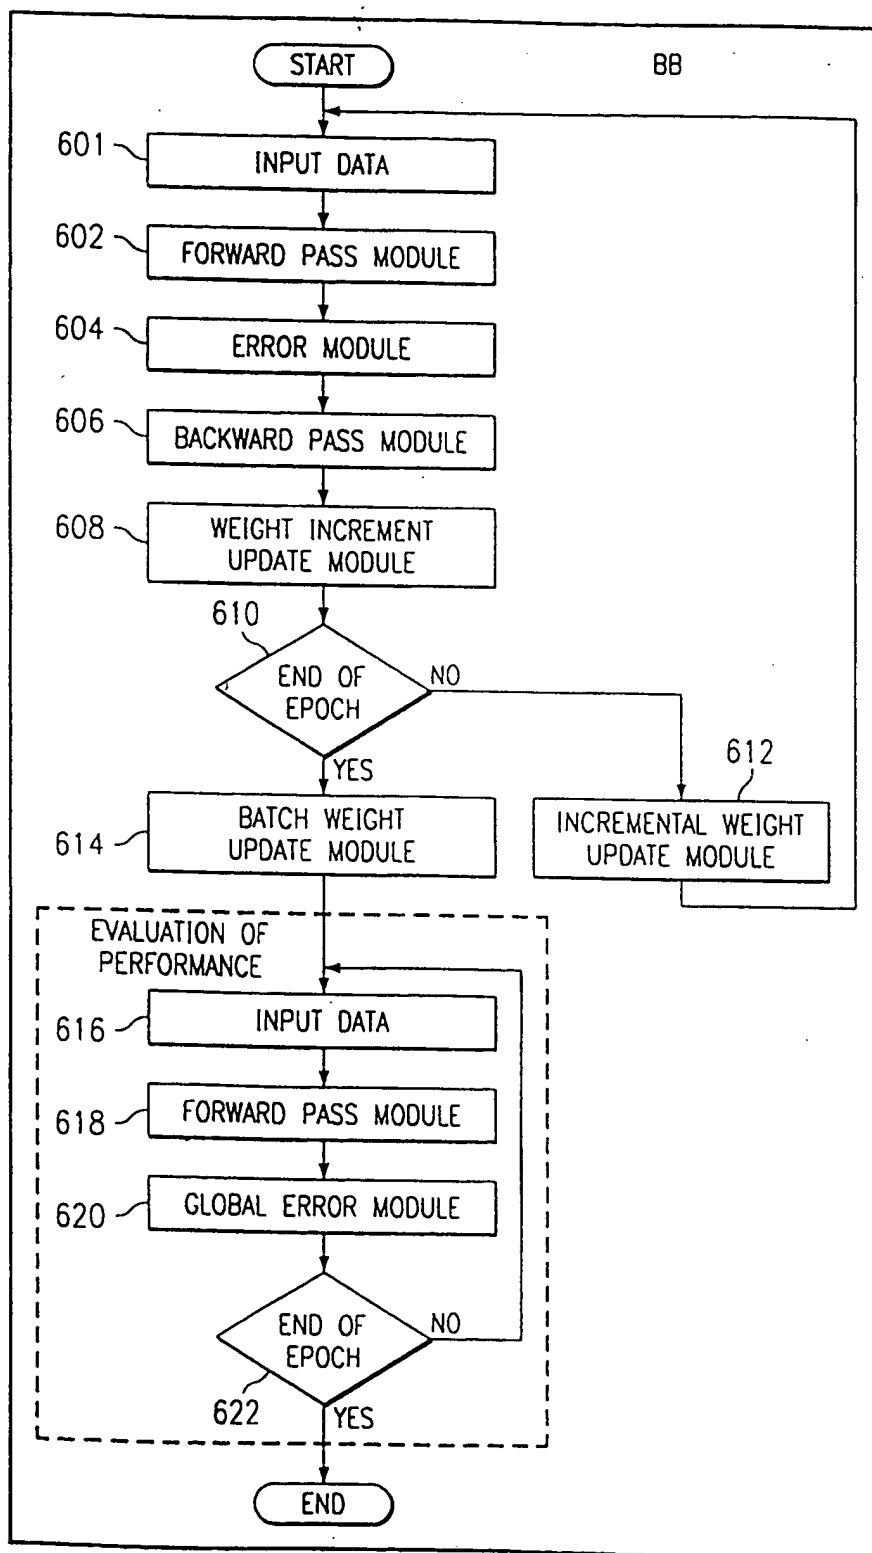 START
BB
601
INPUT DATA
602
FORWARD PASS MODULE
604
ERROR MODULE
606
BACKWARD PASS MODULE
608
WEIGHT INCREMENT
UPDATE MODULE
610
END OF
EPOCH
NO
YES
612
INCREMENTAL WEIGHT
UPDATE MODULE
614
BATCH WEIGHT
UPDATE MODULE
EVALUATION OF
PERFORMANCE
616
INPUT DATA
618
FORWARD PASS MODULE
620
GLOBAL ERROR MODULE
END OF
EPOCH
NO
622
YES
END